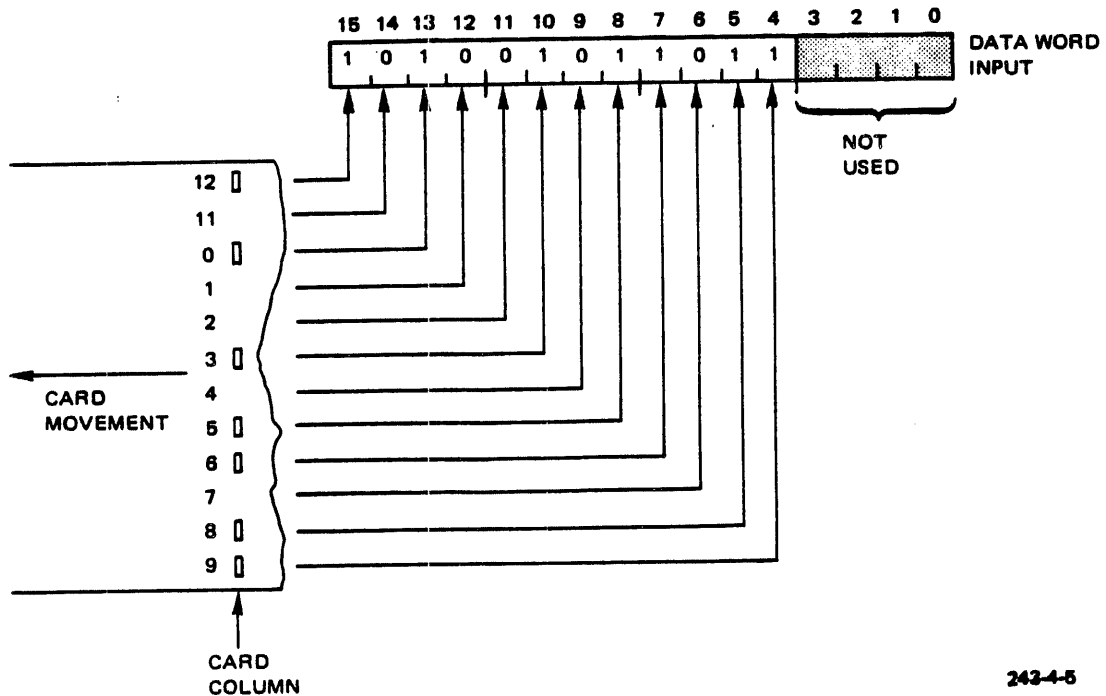 15 14 13 12 11 10 9 8 7 6 5 4 3 2 1 0
1 0 1 0 0 1 0 1 1 0 1 1
DATA WORD
INPUT
NOT
USED
12
11
0
1
2
3
4
5
6
7
8
9
CARD
MOVEMENT
CARD
COLUMN
243-4-5